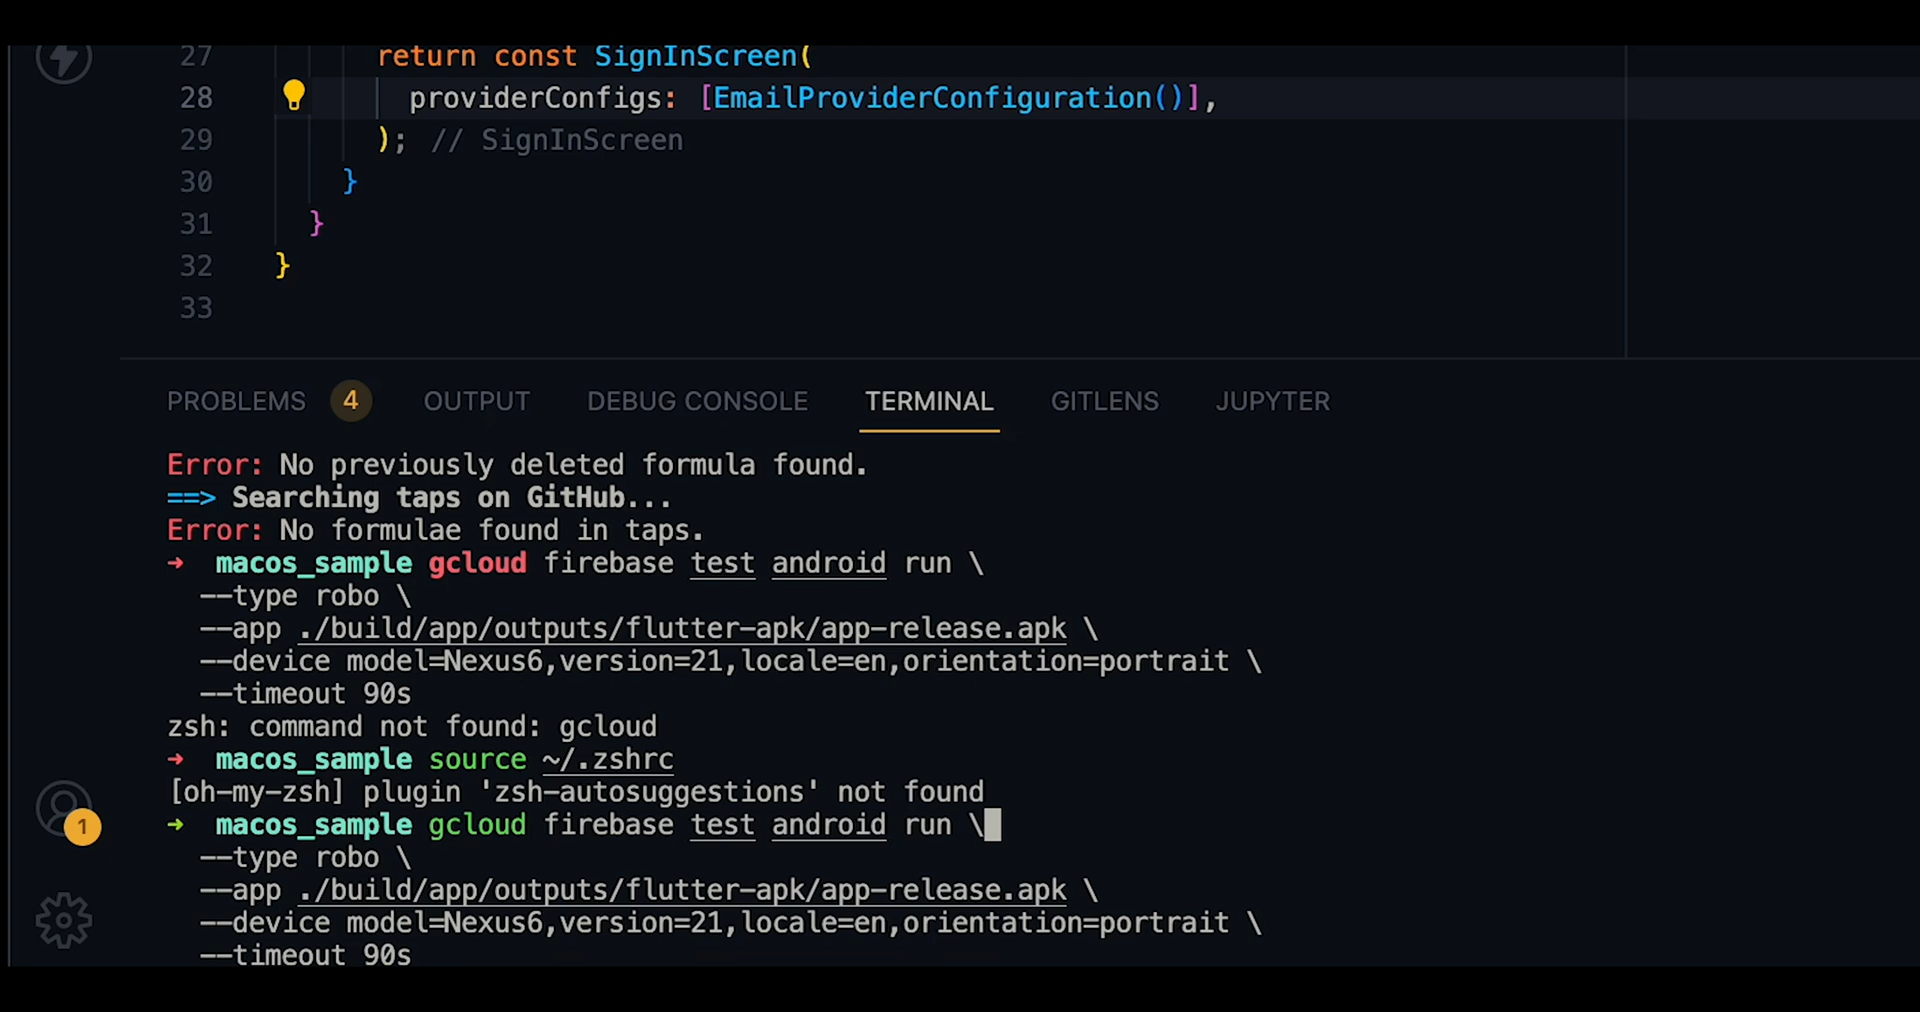 27 return const SignInScreen(
28 providerConfigs: [EmailProviderConfiguration()],
29 ); // SignInScreen
30 }
31 }
32 }
33
PROBLEMS 4 OUTPUT DEBUG CONSOLE TERMINAL GITLENS JUPYTER
Error: No previously deleted formula found.
==> Searching taps on GitHub...
Error: No formulae found in taps.
➜ macos_sample gcloud firebase test android run \
--type robo \
--app ./build/app/outputs/flutter-apk/app-release.apk \
--device model=Nexus6,version=21,locale=en,orientation=portrait \
--timeout 90s
zsh: command not found: gcloud
➜ macos_sample source ~/.zshrc
[oh-my-zsh] plugin 'zsh-autosuggestions' not found
➜ macos_sample gcloud firebase test android run \
--type robo \
--app ./build/app/outputs/flutter-apk/app-release.apk \
--device model=Nexus6,version=21,locale=en,orientation=portrait \
--timeout 90s
1